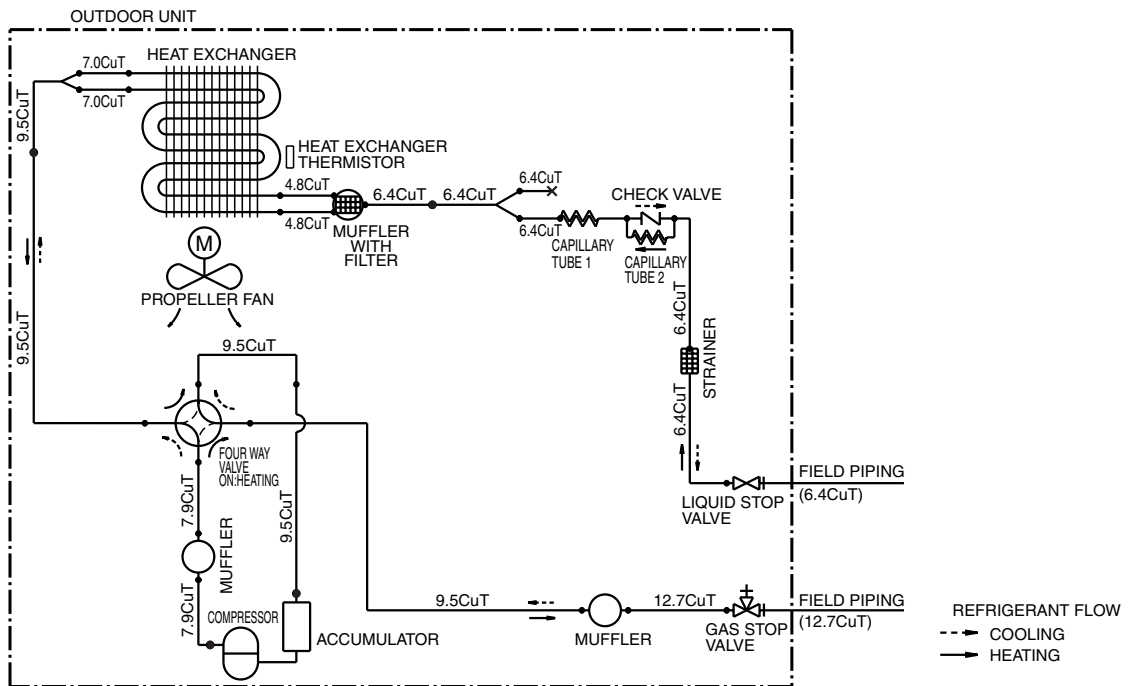 OUTDOOR UNIT
HEAT EXCHANGER
7.0CuT
7.0CuT
9.5CuT
HEAT EXCHANGER
THERMISTOR
4.8CuT
4.8CuT
6.4CuT
6.4CuT
6.4CuT
6.4CuT
MUFFLER
WITH
FILTER
CAPILLARY
TUBE 1
CHECK VALVE
CAPILLARY
TUBE 2
M
PROPELLER FAN
9.5CuT
9.5CuT
6.4CuT
STRAINER
6.4CuT
FOUR WAY
VALVE
ON:HEATING
7.9CuT
9.5CuT
MUFFLER
7.9CuT
COMPRESSOR
ACCUMULATOR
LIQUID STOP
VALVE
FIELD PIPING
(6.4CuT)
9.5CuT
MUFFLER
12.7CuT
GAS STOP
VALVE
FIELD PIPING
(12.7CuT)
REFRIGERANT FLOW
COOLING
HEATING